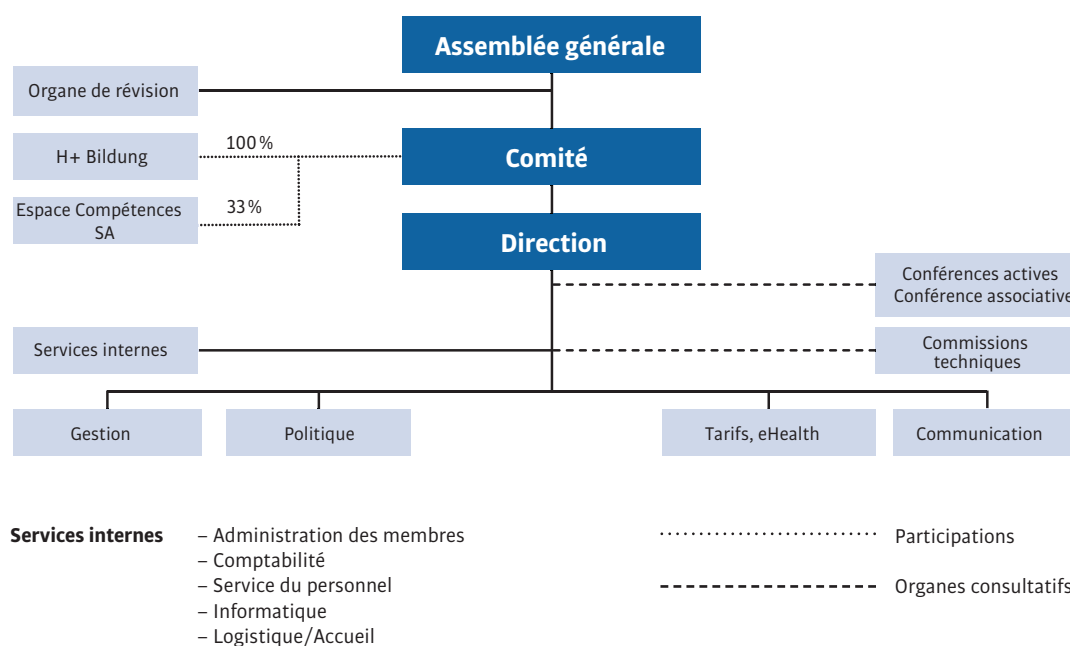 Assemblée générale
Organe de révision
H+ Bildung
100 %
Comité
Espace Compétences
SA
33 %
Direction
Conférences actives
Conférence associative
Services internes
Commissions
techniques
Gestion
Politique
Tarifs, eHealth
Communication
Services internes
– Administration des membres
– Comptabilité
– Service du personnel
– Informatique
– Logistique/Accueil
Participations
Organes consultatifs